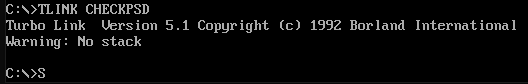 C:\>TLINK CHECKPSD
Turbo Link  Version 5.1 Copyright (c) 1992 Borland International
Warning: No stack
C:\>S